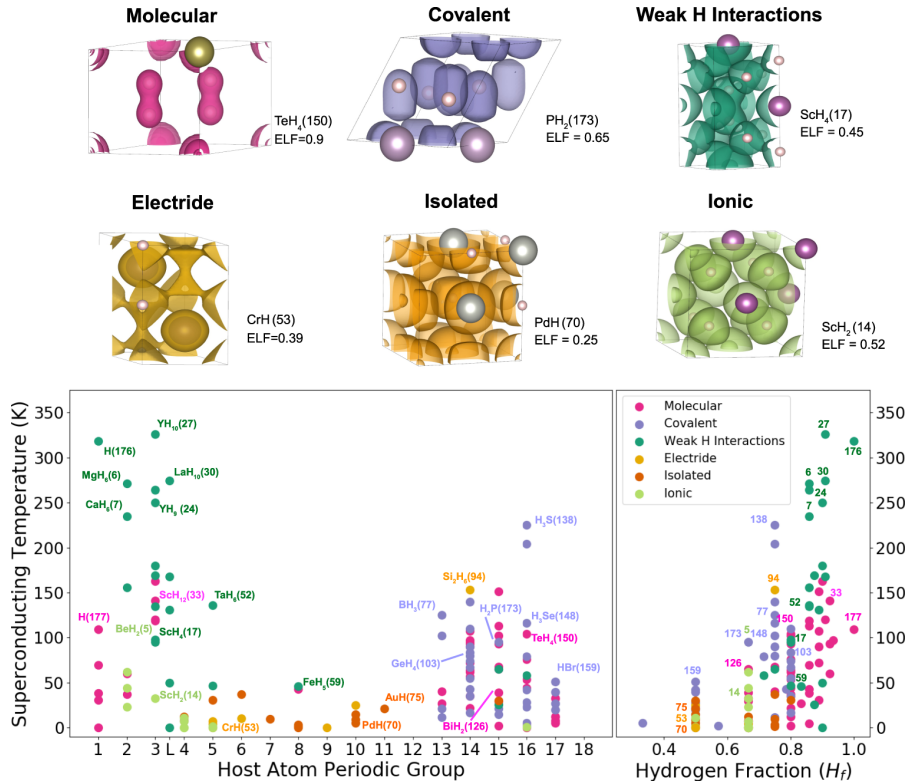 Molecular
Covalent
Weak H Interactions
TeH₄(150)
ELF=0.9
PH₂(173)
ELF = 0.65
ScH₄(17)
ELF = 0.45
Electride
Isolated
Ionic
CrH(53)
ELF=0.39
PdH(70)
ELF = 0.25
ScH₂(14)
ELF = 0.52
Superconducting Temperature (K)
350
300
250
200
150
100
50
0
H(176)
YH₁₀(27)
MgH₆(6)
LaH₁₀(30)
CaH₆(7)
YH₉ (24)
H₃S(138)
Si₂H₆(94)
ScH₁₂(33)
TaH₆(52)
BH₃(77)
H₂P(173)
H(177)
BeH₂(5)
ScH₄(17)
H₃Se(148)
TeH₄(150)
GeH₄(103)
HBr(159)
ScH₂(14)
FeH₅(59)
AuH(75)
CrH(53)
PdH(70)
BiH₂(126)
1 2 3 L 4 5 6 7 8 9 10 11 12 13 14 15 16 17 18
Host Atom Periodic Group
Molecular
Covalent
Weak H Interactions
Electride
Isolated
Ionic
27
176
6
30
24
7
138
94
52
33
77
150
177
5
173
148
17
103
126
59
159
14
75
53
70
350
300
250
200
150
100
50
0
0.4 0.6 0.8 1.0
Hydrogen Fraction (H_f)